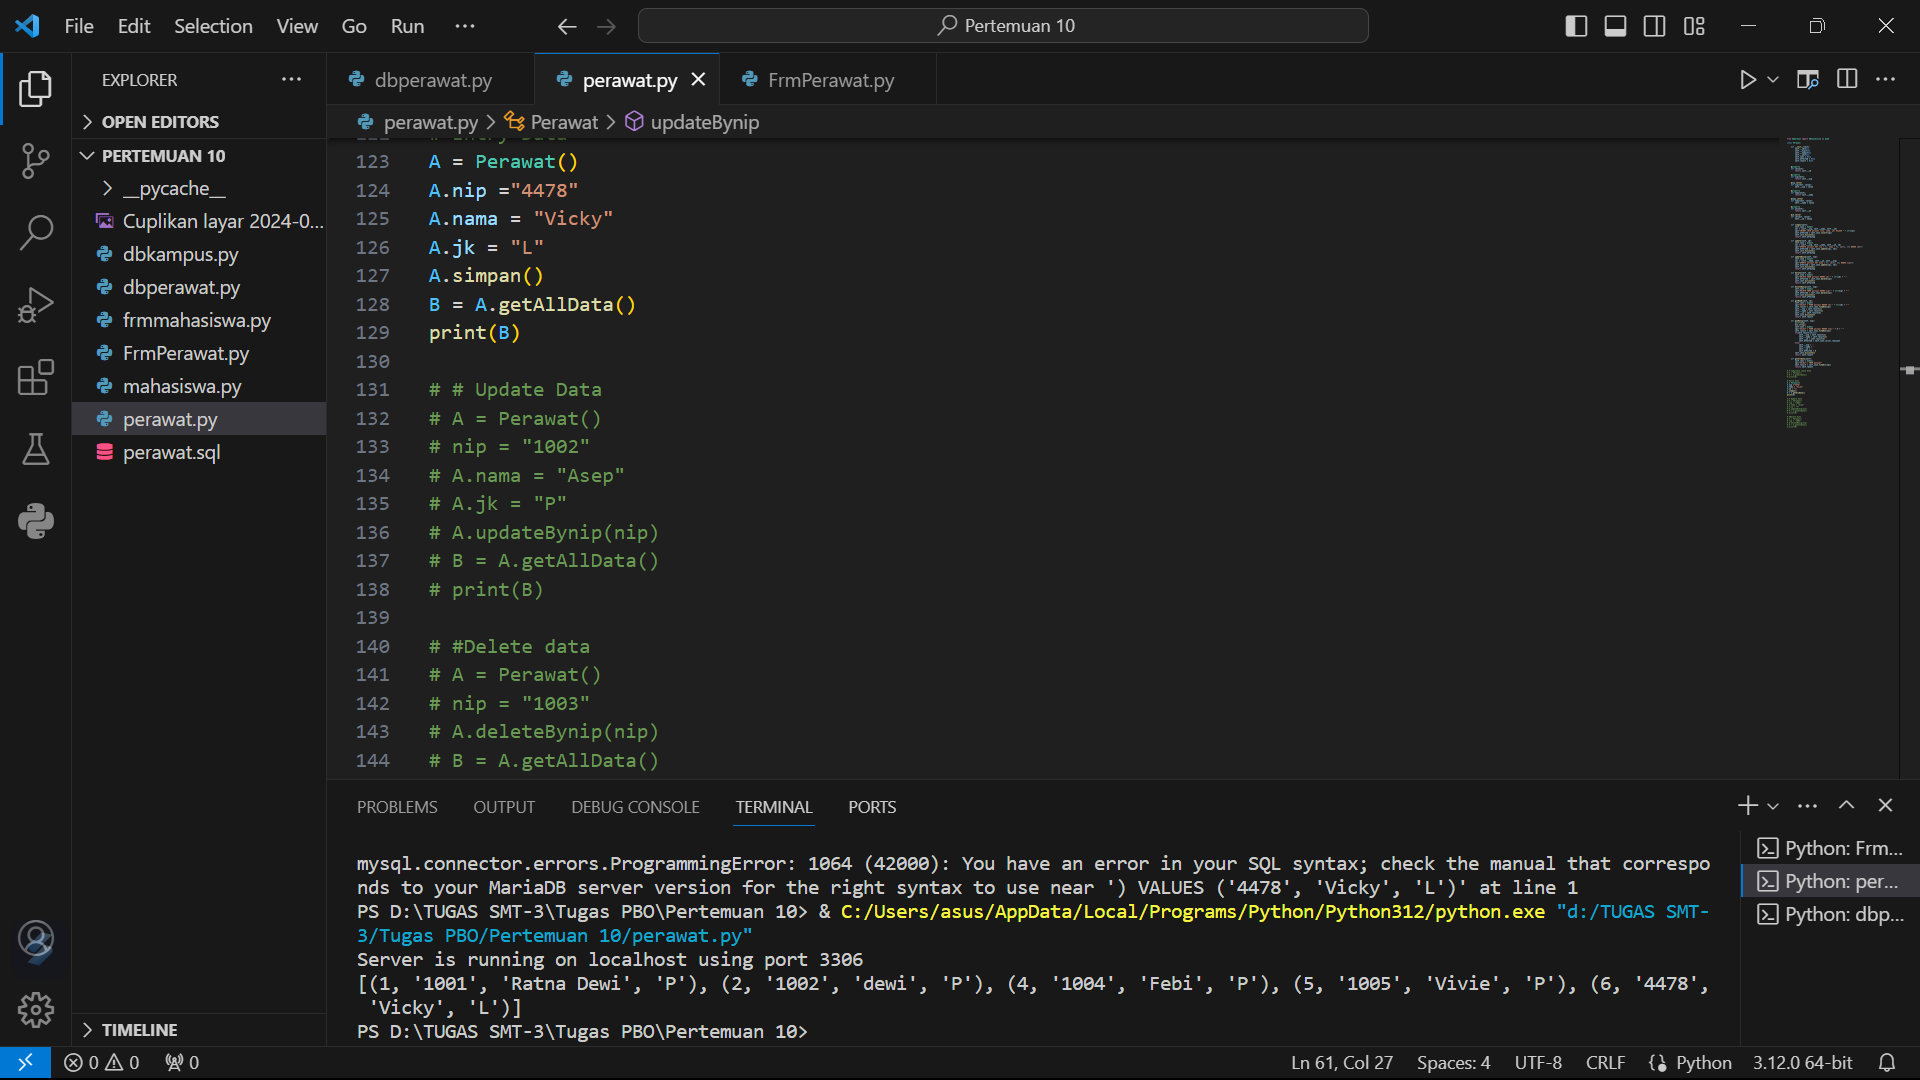 File Edit Selection View Go Run ··· Pertemuan 10
EXPLORER ···
OPEN EDITORS
PERTEMUAN 10
__pycache__
Cuplikan layar 2024-0...
dbkampus.py
dbperawat.py
frmmahasiswa.py
FrmPerawat.py
mahasiswa.py
perawat.py
perawat.sql
TIMELINE
dbperawat.py perawat.py FrmPerawat.py
perawat.py > Perawat > updateBynip
123 A = Perawat()
124 A.nip ="4478"
125 A.nama = "Vicky"
126 A.jk = "L"
127 A.simpan()
128 B = A.getAllData()
129 print(B)
130
131 # # Update Data
132 # A = Perawat()
133 # nip = "1002"
134 # A.nama = "Asep"
135 # A.jk = "P"
136 # A.updateBynip(nip)
137 # B = A.getAllData()
138 # print(B)
139
140 # #Delete data
141 # A = Perawat()
142 # nip = "1003"
143 # A.deleteBynip(nip)
144 # B = A.getAllData()
PROBLEMS OUTPUT DEBUG CONSOLE TERMINAL PORTS
mysql.connector.errors.ProgrammingError: 1064 (42000): You have an error in your SQL syntax; check the manual that correspo
nds to your MariaDB server version for the right syntax to use near ') VALUES ('4478', 'Vicky', 'L')' at line 1
PS D:\TUGAS SMT-3\Tugas PBO\Pertemuan 10> & C:/Users/asus/AppData/Local/Programs/Python/Python312/python.exe "d:/TUGAS SMT-
3/Tugas PBO/Pertemuan 10/perawat.py"
Server is running on localhost using port 3306
[(1, '1001', 'Ratna Dewi', 'P'), (2, '1002', 'dewi', 'P'), (4, '1004', 'Febi', 'P'), (5, '1005', 'Vivie', 'P'), (6, '4478',
'Vicky', 'L')]
PS D:\TUGAS SMT-3\Tugas PBO\Pertemuan 10>
Python: Frm...
Python: per...
Python: dbp...
0 0 0 Ln 61, Col 27 Spaces: 4 UTF-8 CRLF Python 3.12.0 64-bit